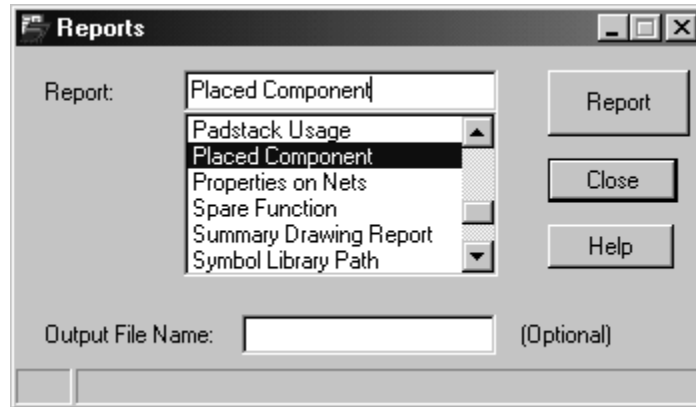 Reports
Report:
Placed Component
Report
Padstack Usage
Placed Component
Properties on Nets
Spare Function
Summary Drawing Report
Symbol Library Path
Close
Help
Output File Name:
(Optional)